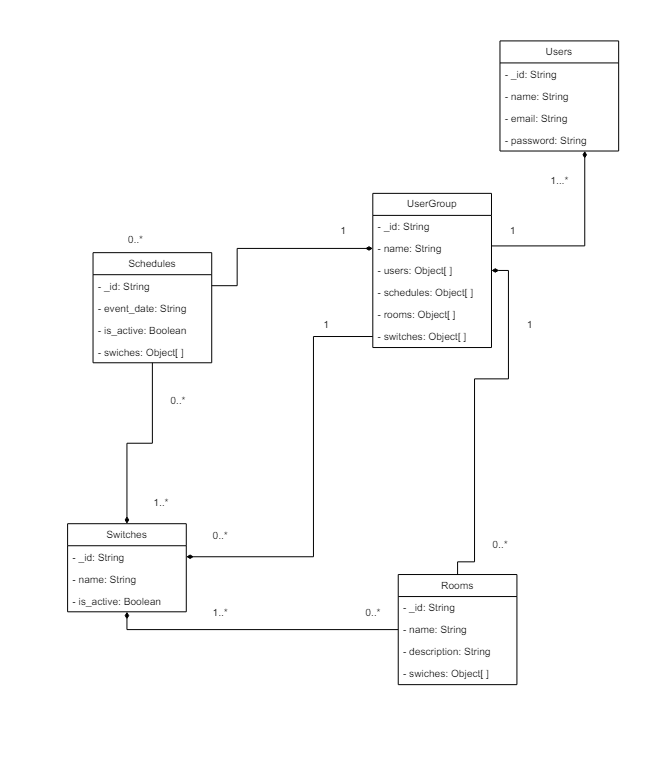 Users
- _id: String
- name: String
- email: String
- password: String
1...*
UserGroup
- _id: String
- name: String
- users: Object[ ]
- schedules: Object[ ]
- rooms: Object[ ]
- switches: Object[ ]
1
1
0..*
Schedules
- _id: String
- event_date: String
- is_active: Boolean
- swiches: Object[ ]
1
1
0..*
1..*
Switches
- _id: String
- name: String
- is_active: Boolean
0..*
0..*
Rooms
- _id: String
- name: String
- description: String
- swiches: Object[ ]
1..*
0..*